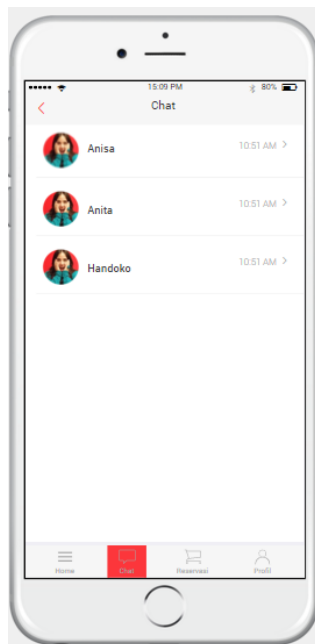 15:09 PM
80%
Chat
Anisa
10:51 AM
Anita
10:51 AM
Handoko
10:51 AM
Home
Chat
Reservasi
Profil